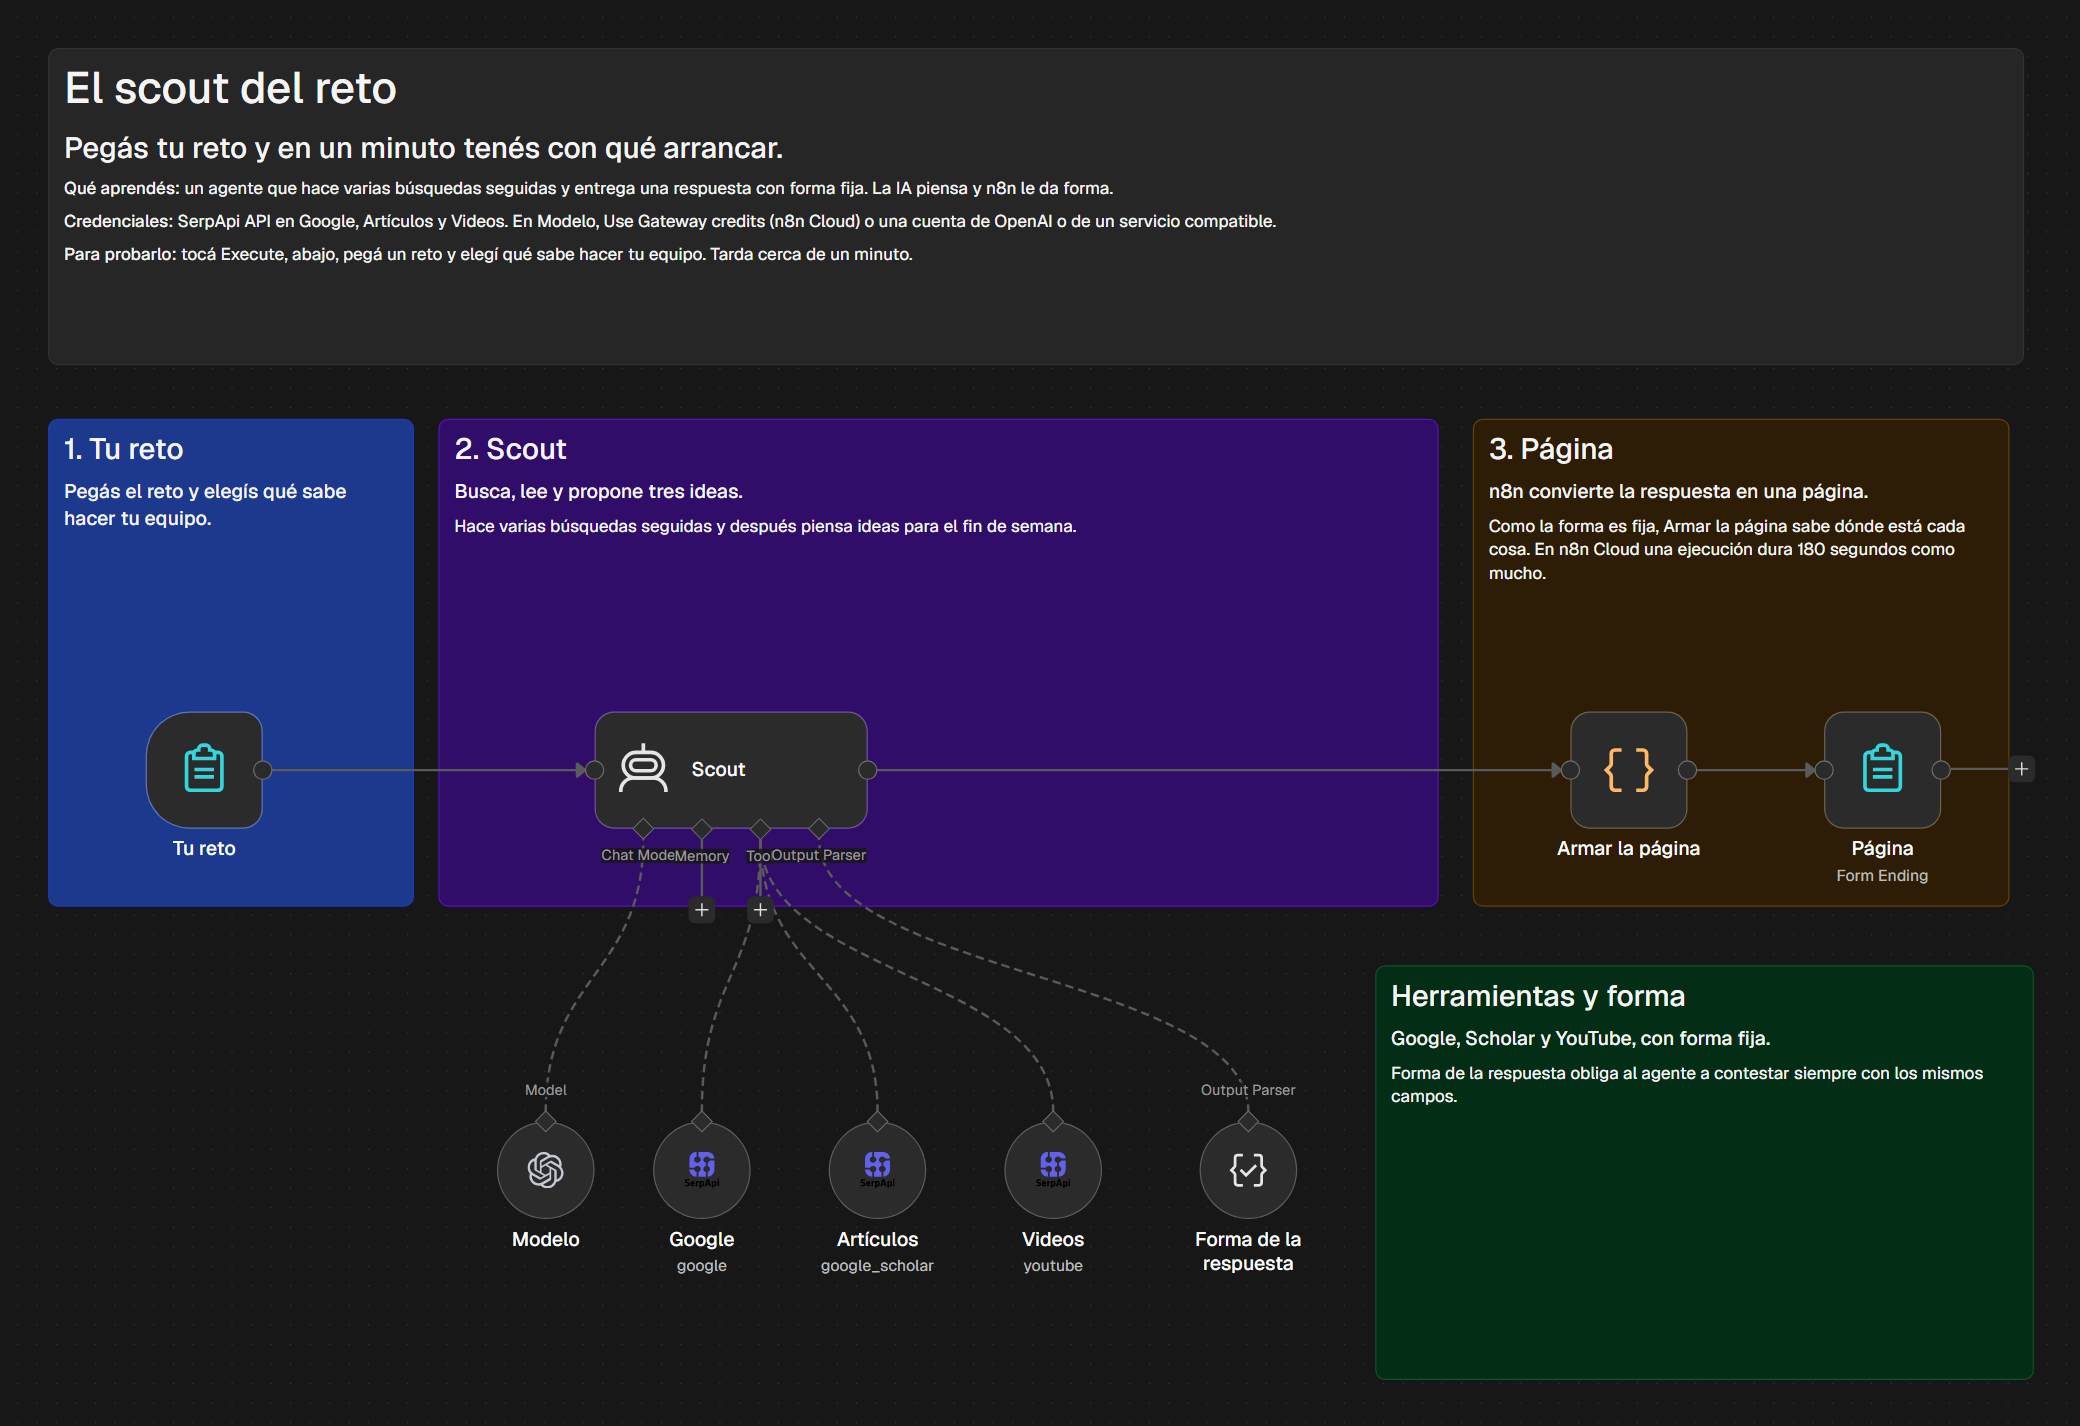 El scout del reto
Pegás tu reto y en un minuto tenés con qué arrancar.
Qué aprendés: un agente que hace varias búsquedas seguidas y entrega una respuesta con forma fija. La IA piensa y n8n le da forma.
Credenciales: SerpApi API en Google, Artículos y Videos. En Modelo, Use Gateway credits (n8n Cloud) o una cuenta de OpenAI o de un servicio compatible.
Para probarlo: tocá Execute, abajo, pegá un reto y elegí qué sabe hacer tu equipo. Tarda cerca de un minuto.
1. Tu reto
Pegás el reto y elegís qué sabe
hacer tu equipo.
Tu reto
2. Scout
Busca, lee y propone tres ideas.
Hace varias búsquedas seguidas y después piensa ideas para el fin de semana.
Scout
Chat Mode
Memory
Too
Output Parser
3. Página
n8n convierte la respuesta en una página.
Como la forma es fija, Armar la página sabe dónde está cada
cosa. En n8n Cloud una ejecución dura 180 segundos como
mucho.
Armar la página
Página
Form Ending
Model
Modelo
SerpApi
Google
google
SerpApi
Artículos
google_scholar
SerpApi
Videos
youtube
Output Parser
Forma de la
respuesta
Herramientas y forma
Google, Scholar y YouTube, con forma fija.
Forma de la respuesta obliga al agente a contestar siempre con los mismos
campos.